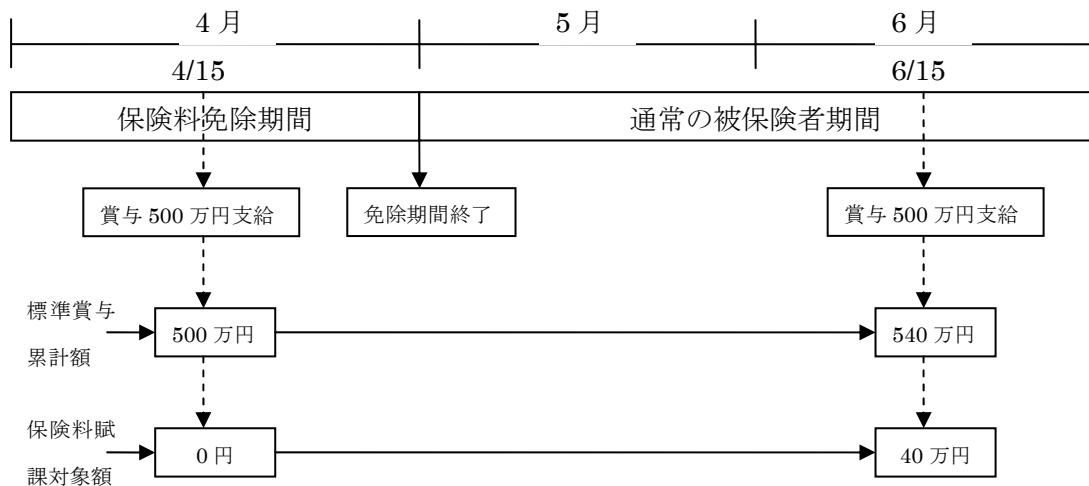 4 月 5 月 6 月
4/15 6/15
保険料免除期間 通常の被保険者期間
賞与 500 万円支給 免除期間終了 賞与 500 万円支給
標準賞与
累計額
500 万円 540 万円
保険料賦
課対象額
0 円 40 万円